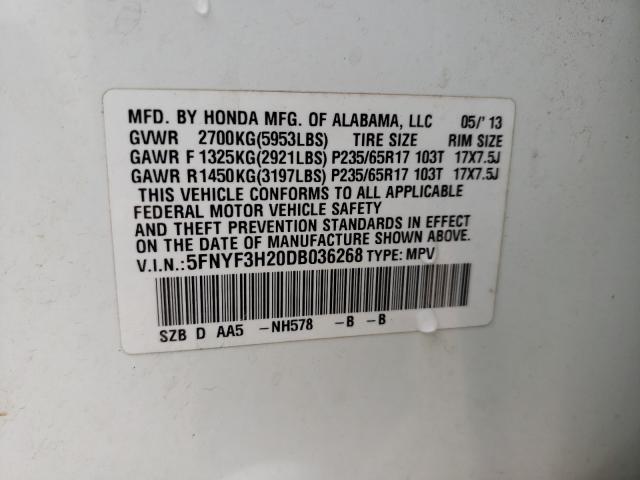 MFD. BY HONDA MFG. OF ALABAMA, LLC 05/'13
GVWR 2700KG(5953LBS) TIRE SIZE RIM SIZE
GAWR F 1325KG(2921LBS) P235/65R17 103T 17X7.5J
GAWR R1450KG(3197LBS) P235/65R17 103T 17X7.5J
THIS VEHICLE CONFORMS TO ALL APPLICABLE
FEDERAL MOTOR VEHICLE SAFETY
AND THEFT PREVENTION STANDARDS IN EFFECT
ON THE DATE OF MANUFACTURE SHOWN ABOVE.
V.I.N.:5FNYF3H20DB036268 TYPE: MPV
SZB D AA5 -NH578 -B -B